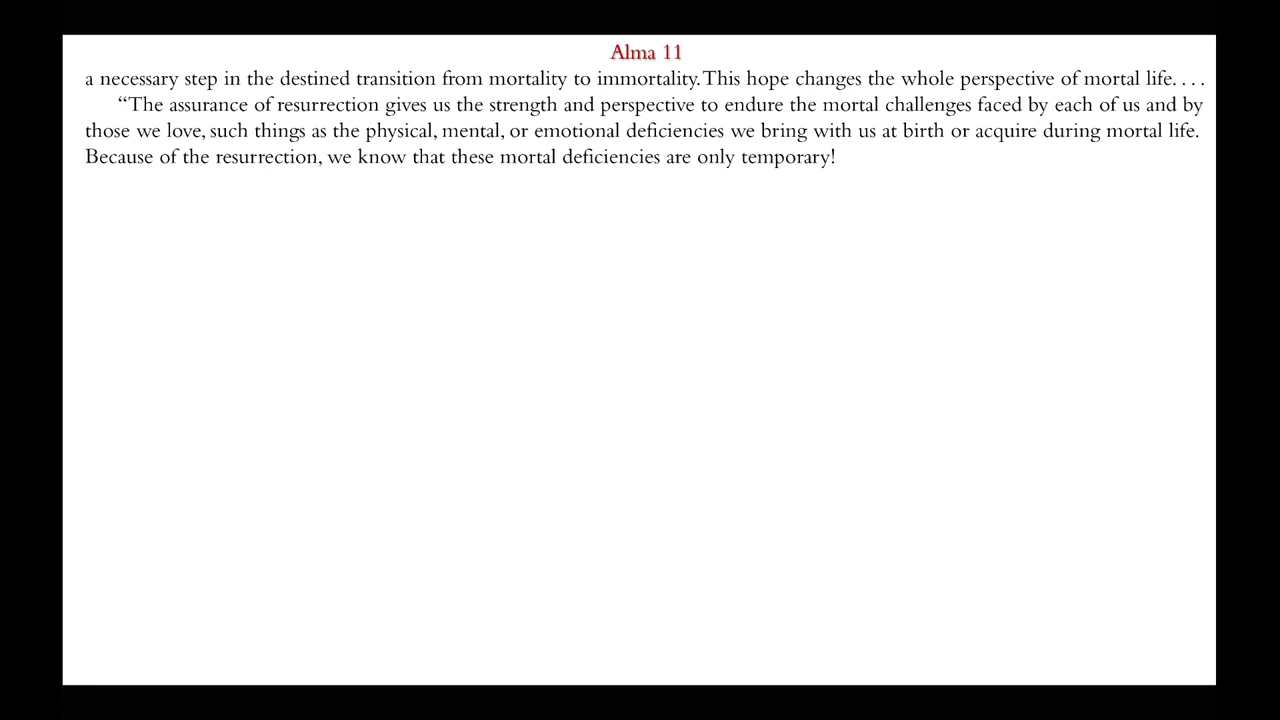 Alma 11
a necessary step in the destined transition from mortality to immortality. This hope changes the whole perspective of mortal life. . . .
“The assurance of resurrection gives us the strength and perspective to endure the mortal challenges faced by each of us and by
those we love, such things as the physical, mental, or emotional deficiencies we bring with us at birth or acquire during mortal life.
Because of the resurrection, we know that these mortal deficiencies are only temporary!